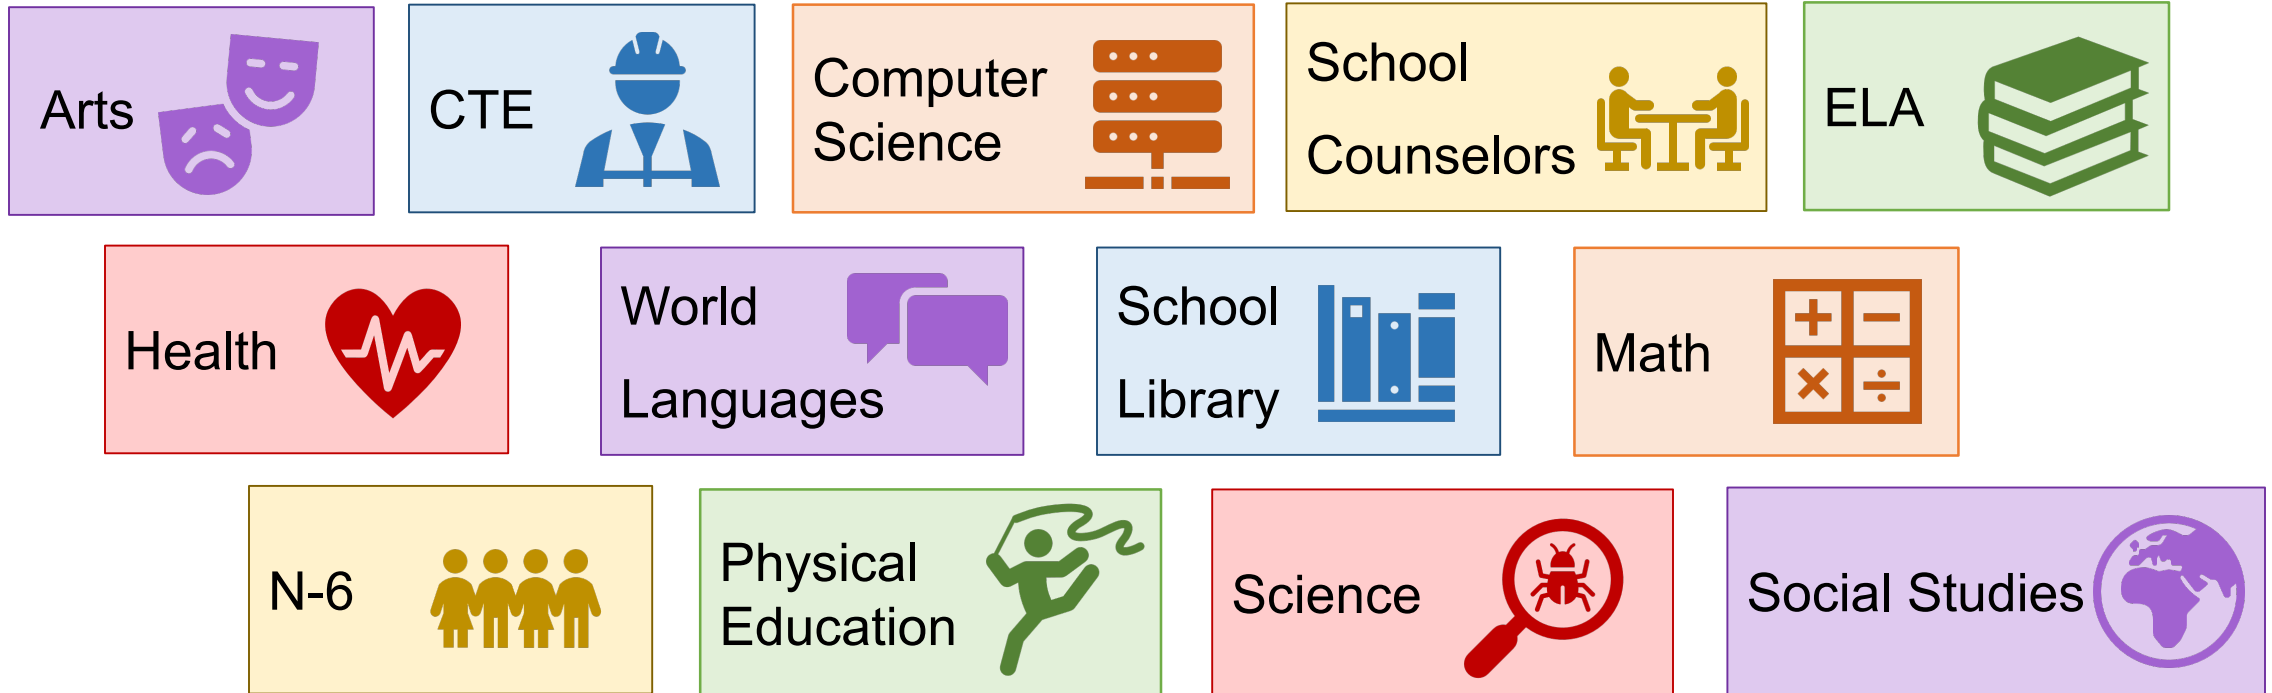 Arts
CTE
Computer
Science
School
Counselors
ELA
Health
World
Languages
School
Library
Math
N-6
Physical
Education
Science
Social Studies